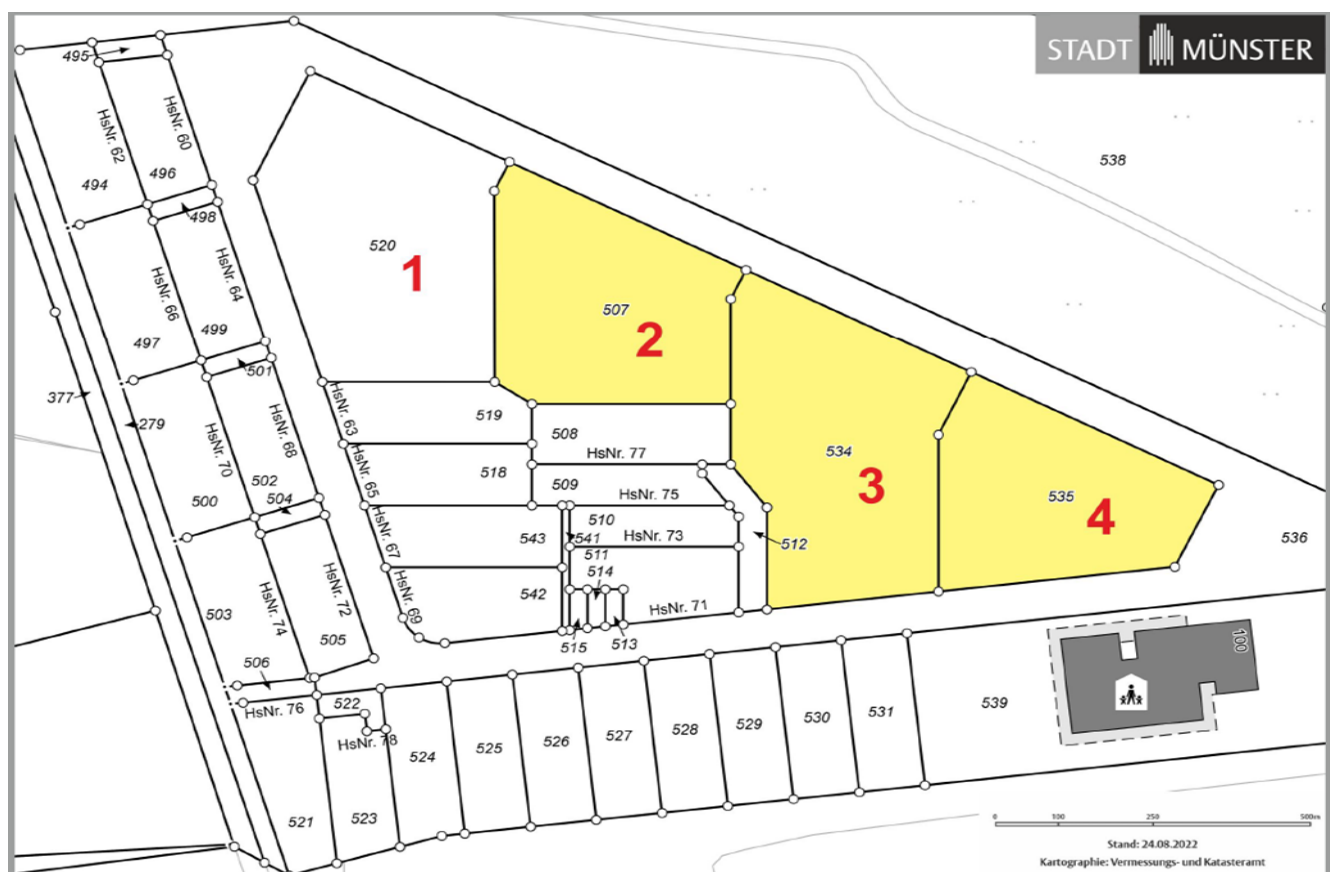 STADT MÜNSTER
495
HsNr. 60
HsNr. 62
538
494
496
498
520
1
HsNr. 64
HsNr. 66
507
2
497
499
501
377
279
HsNr. 63
519
508
HsNr. 77
534
3
535
4
HsNr. 68
HsNr. 70
518
509
HsNr. 65
HsNr. 75
502
504
500
510
541
543
HsNr. 73
512
536
511
HsNr. 67
514
542
HsNr. 69
HsNr. 71
503
HsNr. 72
HsNr. 74
505
515
513
100
506
522
HsNr. 76
HsNr. 78
524
525
526
527
528
529
530
531
539
521
523
0 100 250 500m
Stand: 24.08.2022
Kartographie: Vermessungs- und Katasteramt